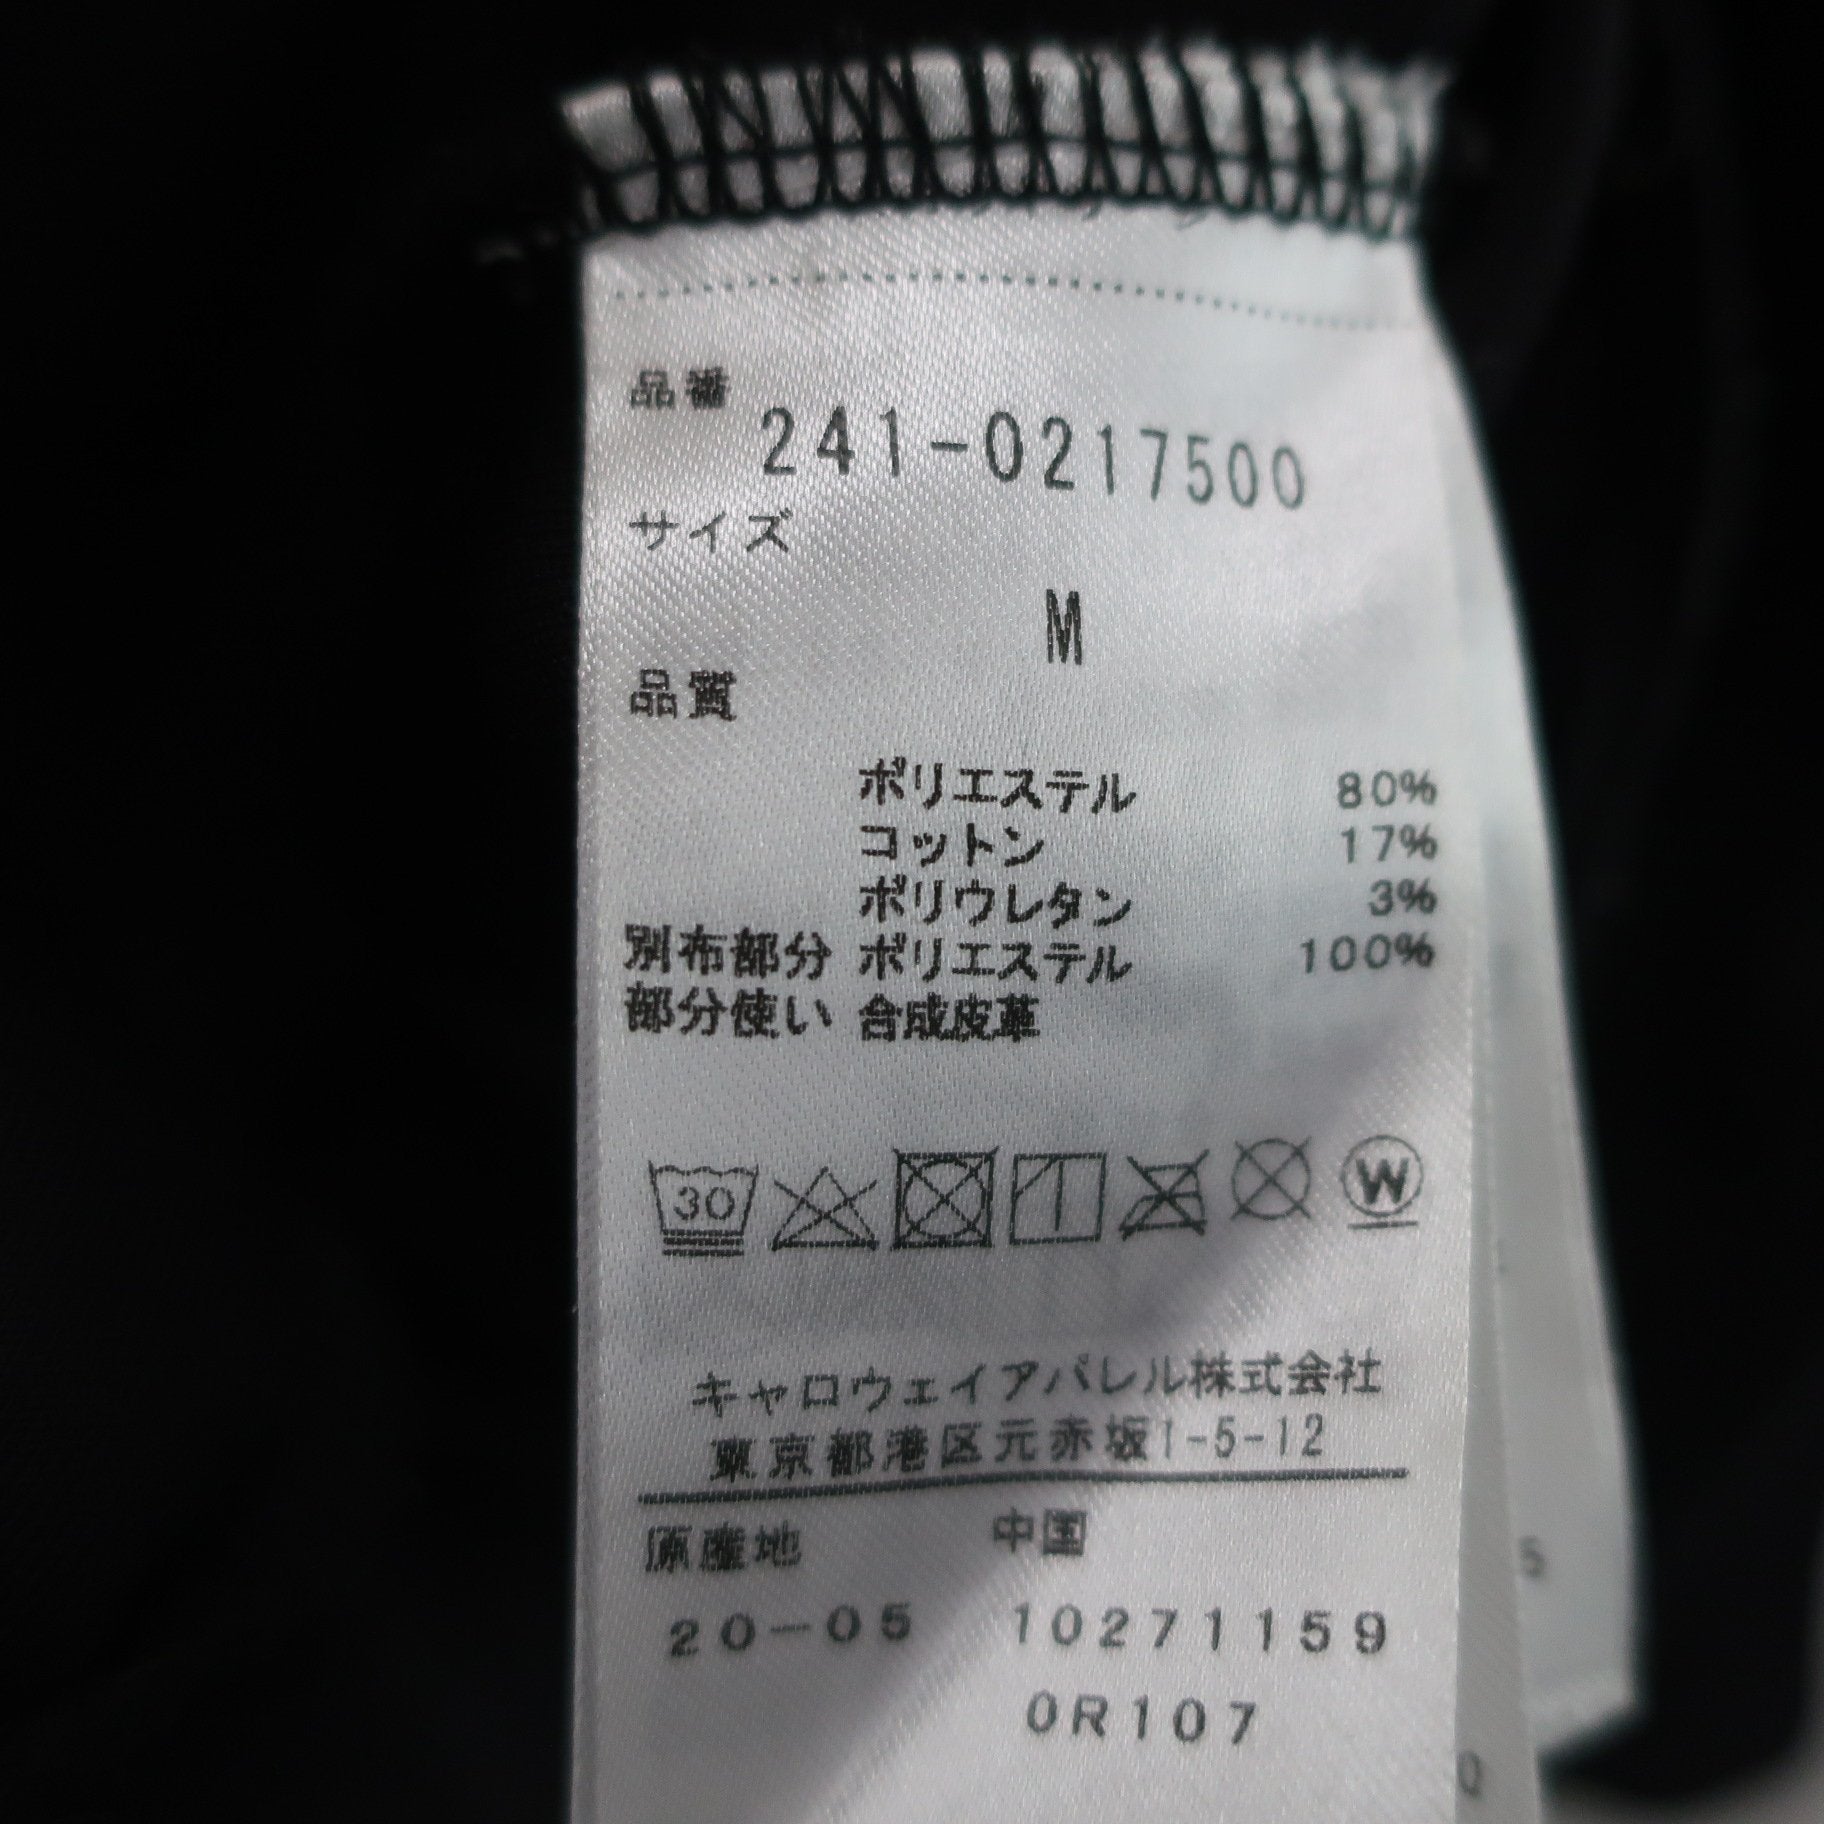 品番
241-0217500
サイズ
M
品質
ポリエステル 80%
コットン 17%
ポリウレタン 3%
別布部分 ポリエステル 100%
部分使い 合成皮革
30
W
キャロウェイアパレル株式会社
東京都港区元赤坂1-5-12
原産地 中国
20-05 10271159
0R107
5
0